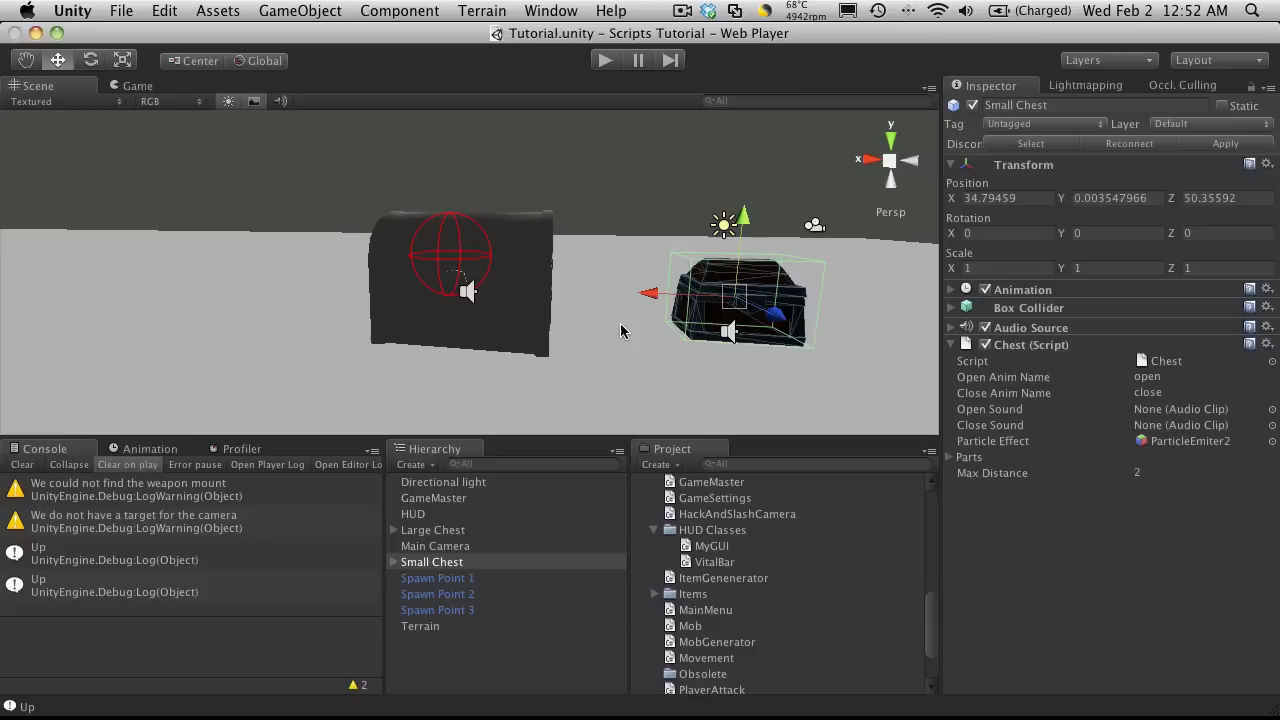 Unity File Edit Assets GameObject Component Terrain Window Help 68°C 4942rpm (Charged) Wed Feb 2 12:52 AM
Tutorial.unity – Scripts Tutorial – Web Player
Center Global Layers Layout
Scene Game
Textured RGB All
y
x
Persp
Inspector Lightmapping Occl. Culling
Small Chest Static
Tag Untagged Layer Default
Discor Select Reconnect Apply
Transform
Position
X 34.79459 Y 0.003547966 Z 50.35592
Rotation
X 0 Y 0 Z 0
Scale
X 1 Y 1 Z 1
Animation
Box Collider
Audio Source
Chest (Script)
Script Chest
Open Anim Name open
Close Anim Name close
Open Sound None (Audio Clip)
Close Sound None (Audio Clip)
Particle Effect ParticleEmiter2
Parts
Max Distance 2
Console Animation Profiler
Clear Collapse Clear on play Error pause Open Player Log Open Editor Lo
We could not find the weapon mount
UnityEngine.Debug:LogWarning(Object)
We do not have a target for the camera
UnityEngine.Debug:LogWarning(Object)
Up
UnityEngine.Debug:Log(Object)
Up
UnityEngine.Debug:Log(Object)
2
Up
Hierarchy
Create All
Directional light
GameMaster
HUD
Large Chest
Main Camera
Small Chest
Spawn Point 1
Spawn Point 2
Spawn Point 3
Terrain
Project
Create All
GameMaster
GameSettings
HackAndSlashCamera
HUD Classes
MyGUI
VitalBar
ItemGenenerator
Items
MainMenu
Mob
MobGenerator
Movement
Obsolete
PlayerAttack